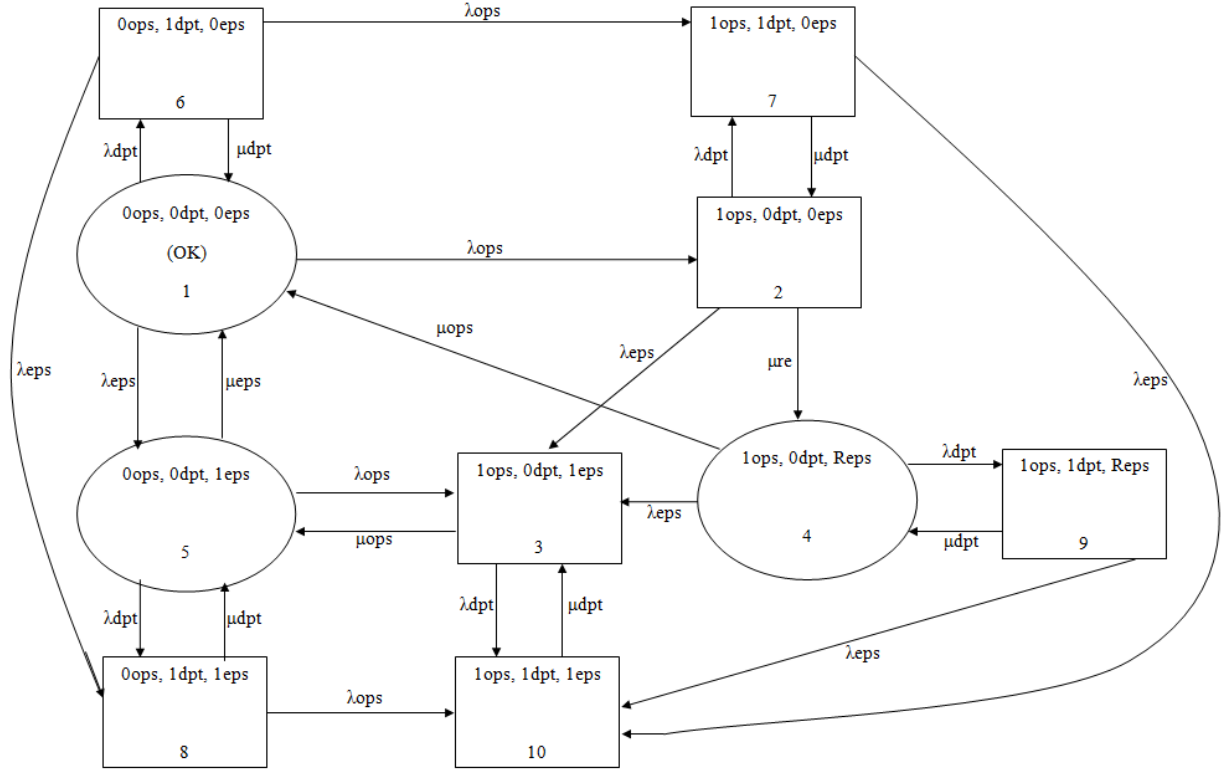 0ops, 1dpt, 0eps
6
λops
1ops, 1dpt, 0eps
7
λdpt
μdpt
λdpt
μdpt
0ops, 0dpt, 0eps
(OK)
1
λops
1ops, 0dpt, 0eps
2
λeps
λeps
μeps
μops
λeps
μre
λeps
0ops, 0dpt, 1eps
5
λops
μops
1ops, 0dpt, 1eps
3
λeps
1ops, 0dpt, Reps
4
λdpt
μdpt
1ops, 1dpt, Reps
9
λdpt
μdpt
λdpt
μdpt
λeps
0ops, 1dpt, 1eps
8
λops
1ops, 1dpt, 1eps
10